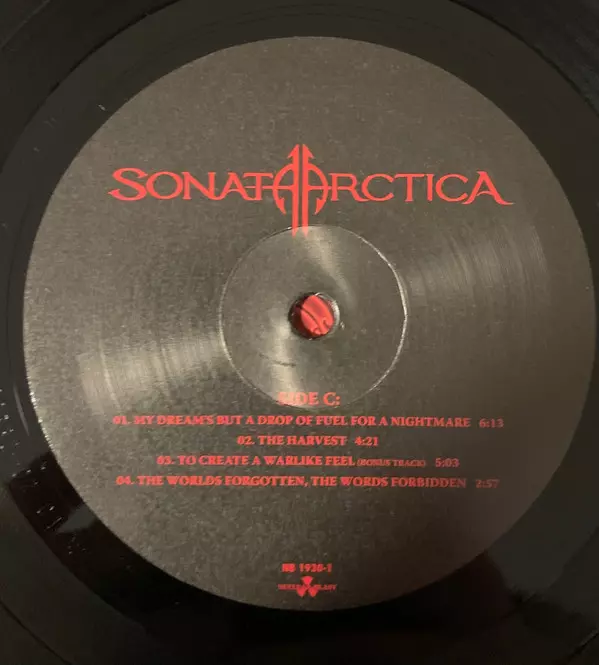 SONATA ARCTICA
SIDE C:
01. MY DREAM'S BUT A DROP OF FUEL FOR A NIGHTMARE 6:13
02. THE HARVEST 4:21
03. TO CREATE A WARLIKE FEEL (BONUS TRACK) 5:03
04. THE WORLDS FORGOTTEN, THE WORDS FORBIDDEN 2:57
NB 1930-1
NUCLEAR BLAST